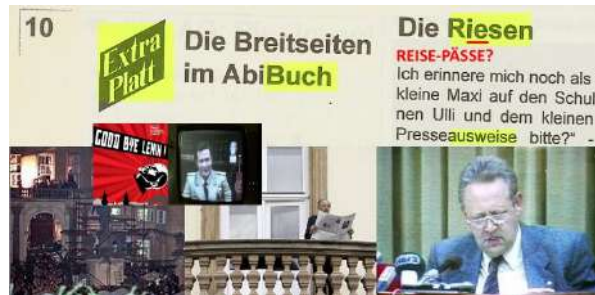 10
Extra
Platt
Die Breitseiten
im AbiBuch
Die Riesen
REISE-PÄSSE?
Ich erinnere mich noch als
kleine Maxi auf den Schul
nen Ulli und dem kleinen
Presseausweise bitte?" -
GOOD BYE LENIN!